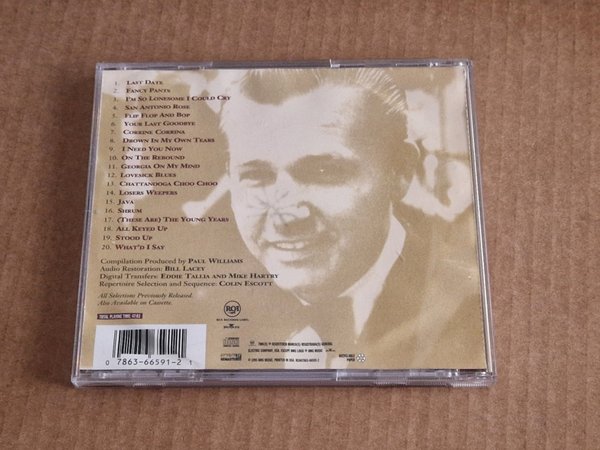 1. LAST DATE
2. FANCY PANTS
3. I'M SO LONESOME I COULD CRY
4. SAN ANTONIO ROSE
5. FLIP FLOP AND BOP
6. YOUR LAST GOODBYE
7. CORRINE CORRINA
8. DROWN IN MY OWN TEARS
9. I NEED YOU NOW
10. ON THE REBOUND
11. GEORGIA ON MY MIND
12. LOVESICK BLUES
13. CHATTANOOGA CHOO CHOO
14. LOSERS WEEPERS
15. JAVA
16. SHRUM
17. (THESE ARE) THE YOUNG YEARS
18. ALL KEYED UP
19. STOOD UP
20. WHAT'D I SAY
Compilation Produced by PAUL WILLIAMS
Audio Restoration: BILL LACEY
Digital Transfers: EDDIE TALLIA AND MIKE HARTRY
Repertoire Selection and Sequence: COLIN ESCOTT
All Selections Previously Released.
Also Available on Cassette.
RCA
TOTAL PLAYING TIME:
0 7863-66591-2 1